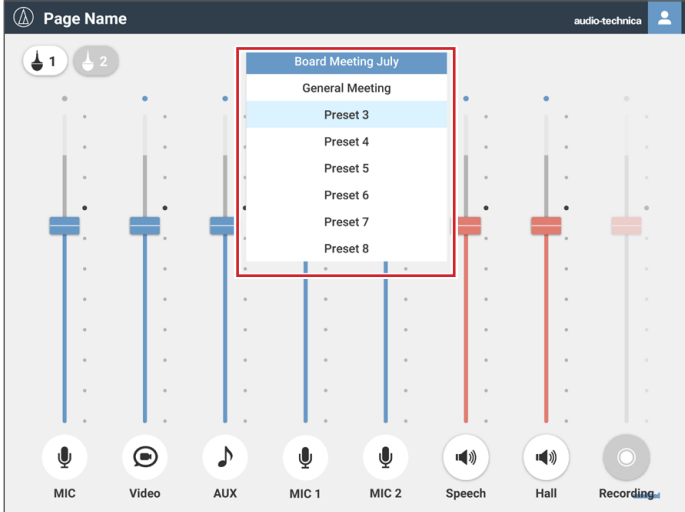 Page Name
audio-technica
1
2
Board Meeting July
General Meeting
Preset 3
Preset 4
Preset 5
Preset 6
Preset 7
Preset 8
MIC
Video
AUX
MIC 1
MIC 2
Speech
Hall
Recording